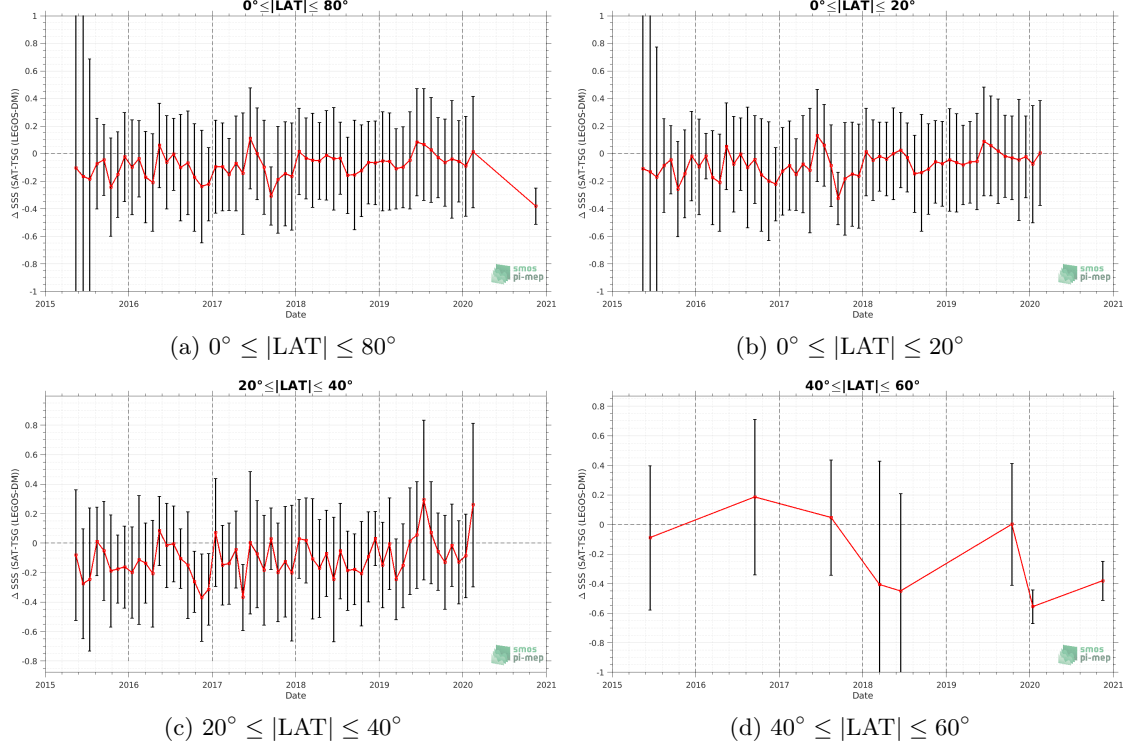 0°≤|LAT|≤ 80°
1
0.8
0.6
0.4
0.2
0
-0.2
-0.4
-0.6
-0.8
-1
Δ SSS (SAT-TSG (LEGOS-DM))
2015 2016 2017 2018 2019 2020 2021
Date
smos
pi-mep
(a) 0° ≤ |LAT| ≤ 80°
0°≤|LAT|≤ 20°
1
0.8
0.6
0.4
0.2
0
-0.2
-0.4
-0.6
-0.8
-1
Δ SSS (SAT-TSG (LEGOS-DM))
2015 2016 2017 2018 2019 2020 2021
Date
smos
pi-mep
(b) 0° ≤ |LAT| ≤ 20°
20°≤|LAT|≤ 40°
0.8
0.6
0.4
0.2
0
-0.2
-0.4
-0.6
-0.8
Δ SSS (SAT-TSG (LEGOS-DM))
2015 2016 2017 2018 2019 2020 2021
Date
smos
pi-mep
(c) 20° ≤ |LAT| ≤ 40°
40°≤|LAT|≤ 60°
0.8
0.6
0.4
0.2
0
-0.2
-0.4
-0.6
-0.8
-1
Δ SSS (SAT-TSG (LEGOS-DM))
2015 2016 2017 2018 2019 2020 2021
Date
smos
pi-mep
(d) 40° ≤ |LAT| ≤ 60°